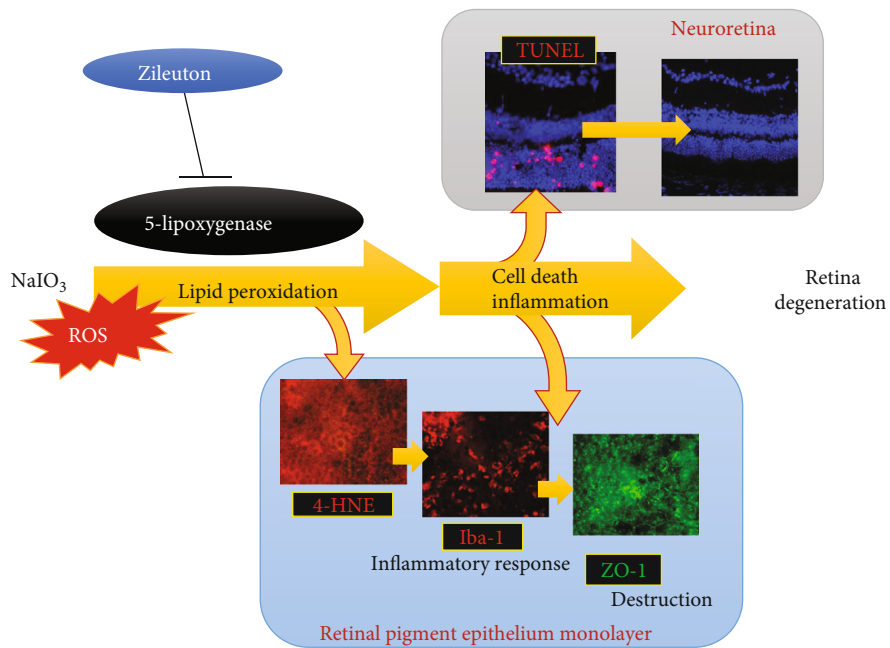 Neuroretina
TUNEL
Zileuton
5-lipoxygenase
NaIO₃
ROS
Lipid peroxidation
Cell death
inflammation
Retina
degeneration
4-HNE
Iba-1
Inflammatory response
ZO-1
Destruction
Retinal pigment epithelium monolayer